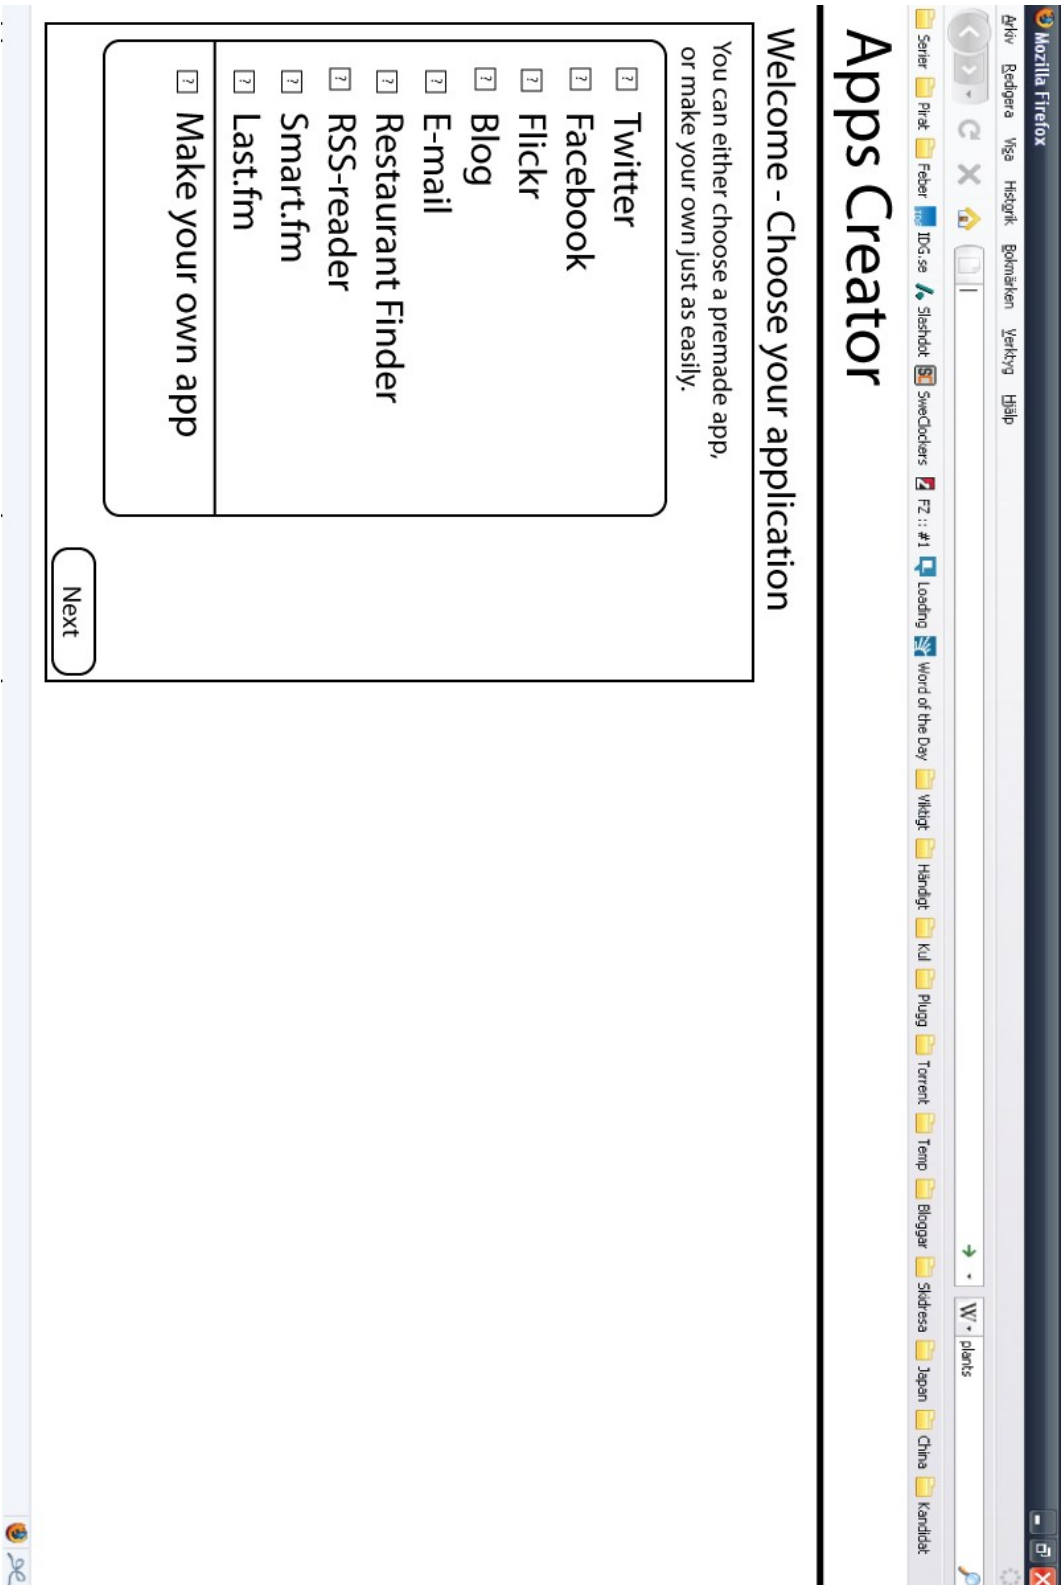 Mozilla Firefox
Arkiv Redigera Visa Historik Bokmärken Verktyg Hjälp
W plants
Serier Pirat Feber IDG.se Slashdot SweClockers FZ :: #1 Loading Word of the Day Viktigt Händigt Kul Plugg Torrent Temp Bloggar Skidresa Japan China Kandidat
Apps Creator
Welcome - Choose your application
You can either choose a premade app,
or make your own just as easily.
? Twitter
? Facebook
? Flickr
? Blog
? E-mail
? Restaurant Finder
? RSS-reader
? Smart.fm
? Last.fm
? Make your own app
Next